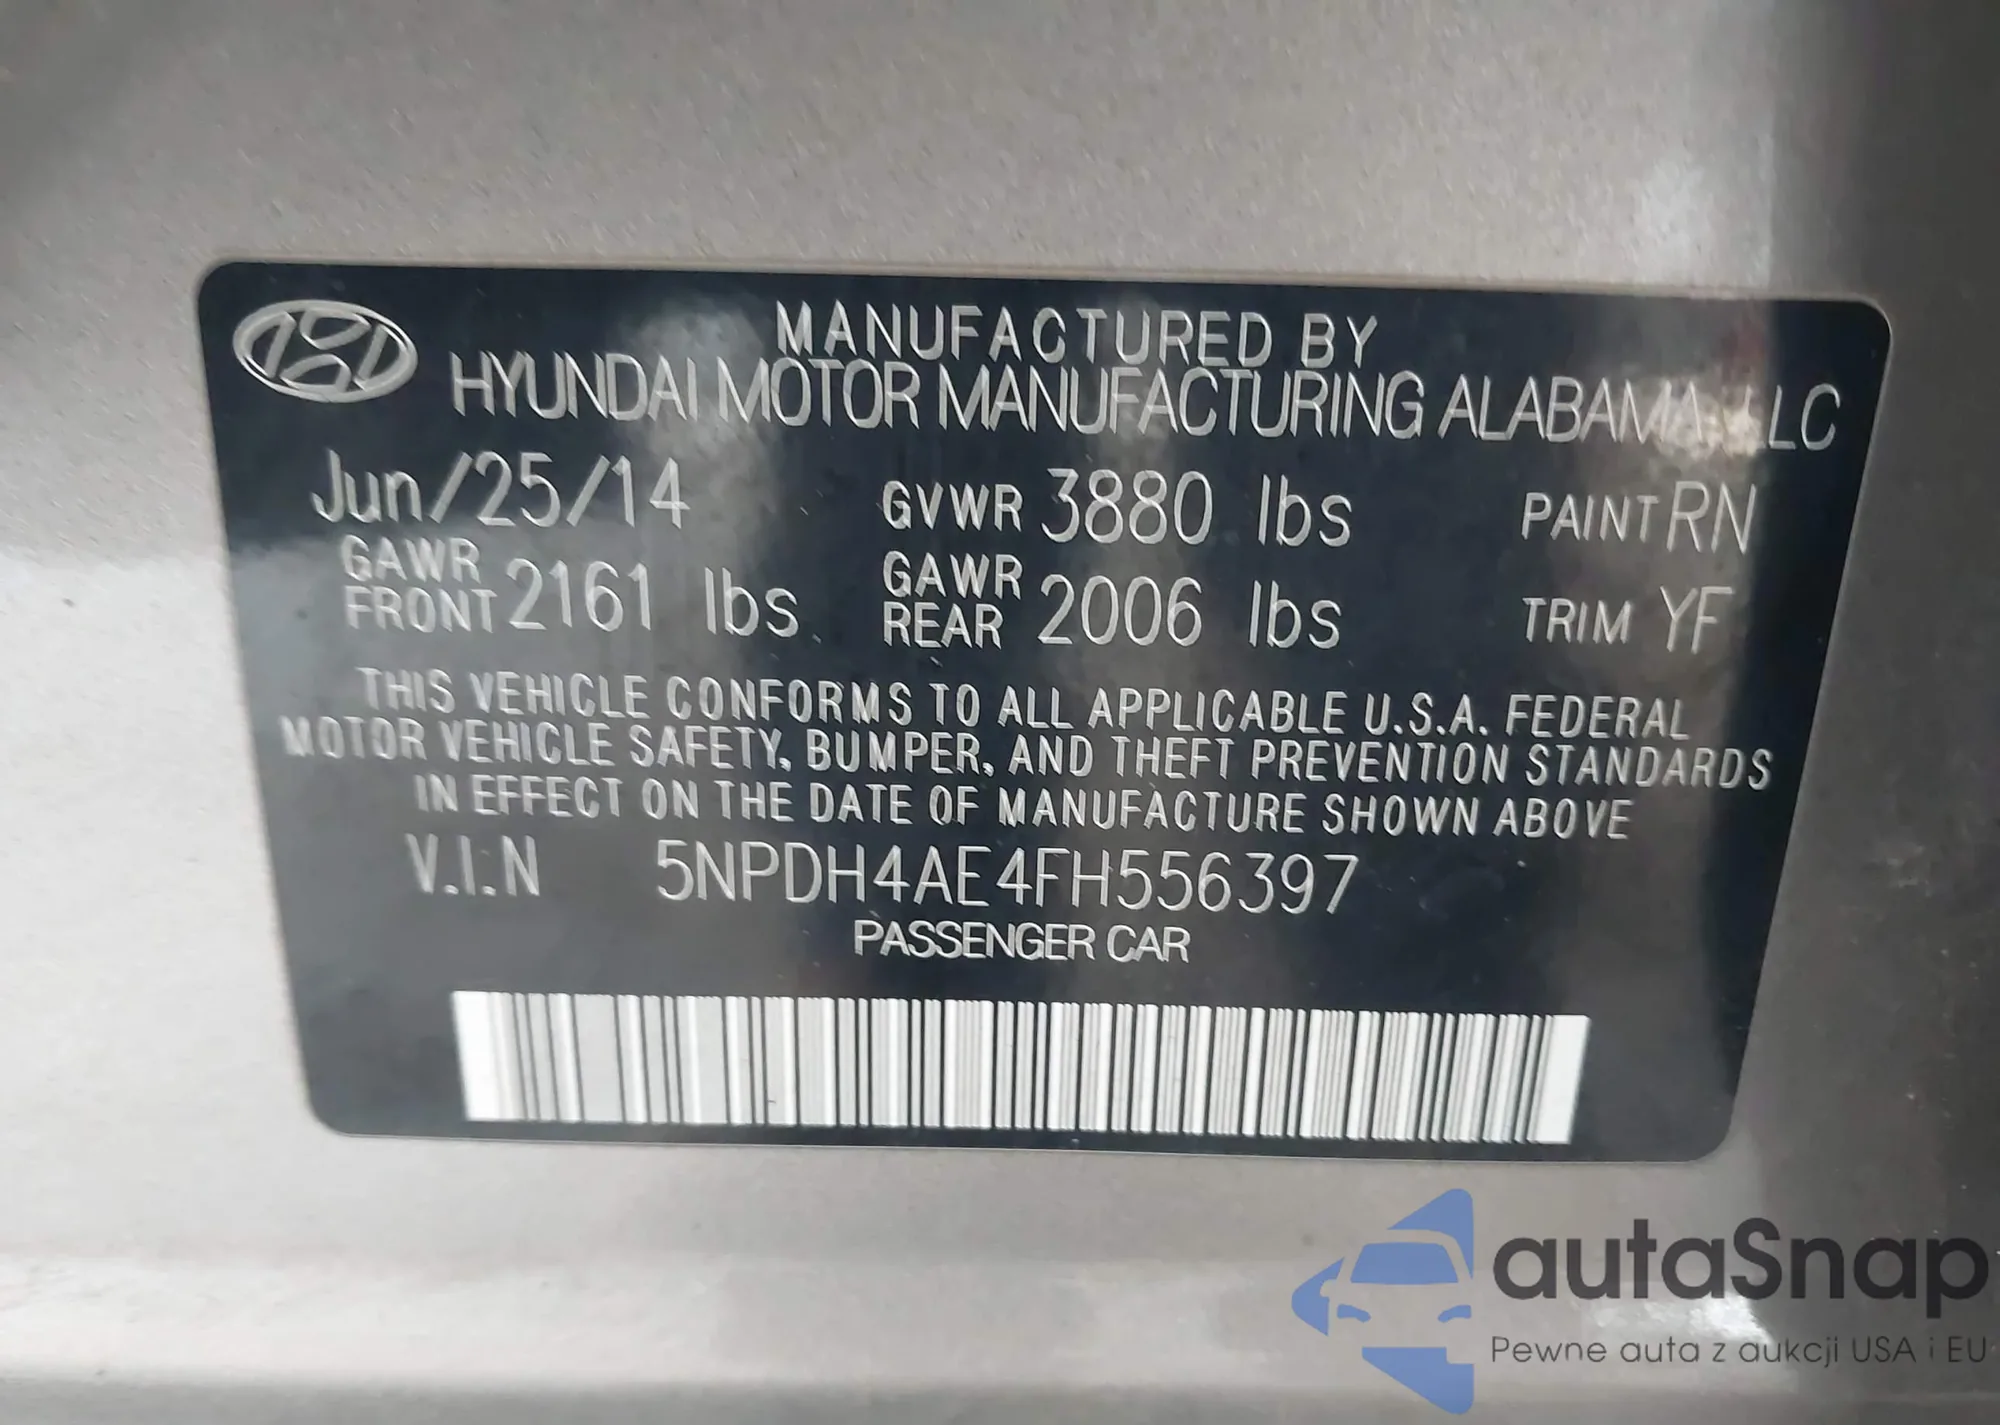 MANUFACTURED BY
HYUNDAI MOTOR MANUFACTURING ALABAMA, LLC
Jun/25/14 GVWR 3880 lbs PAINT RN
GAWR FRONT 2161 lbs GAWR REAR 2006 lbs TRIM YF
THIS VEHICLE CONFORMS TO ALL APPLICABLE U.S.A. FEDERAL
MOTOR VEHICLE SAFETY, BUMPER, AND THEFT PREVENTION STANDARDS
IN EFFECT ON THE DATE OF MANUFACTURE SHOWN ABOVE
V.I.N 5NPDH4AE4FH556397
PASSENGER CAR
autaSnap
Pewne auta z aukcji USA i EU